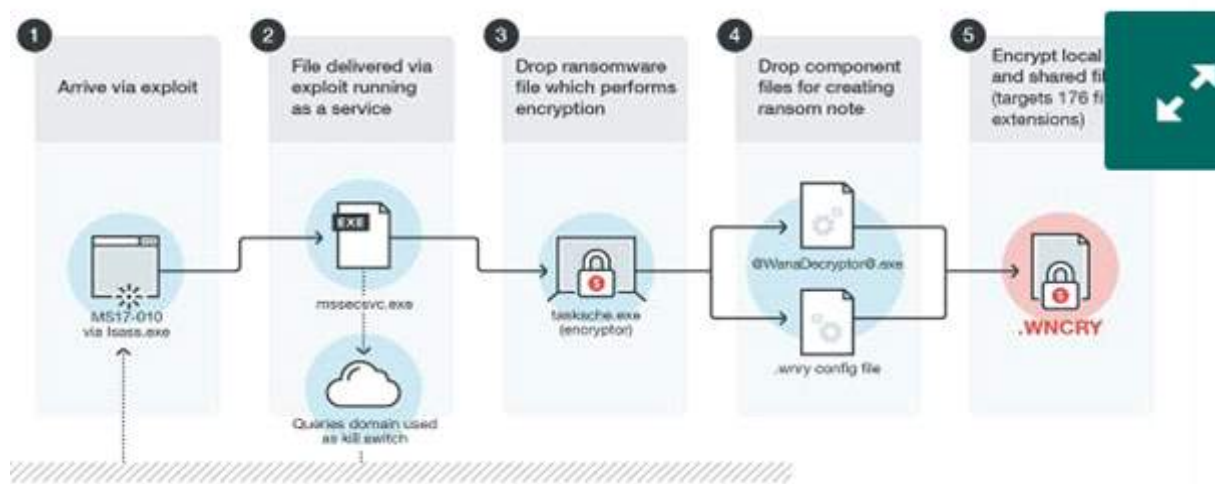 1
Arrive via exploit
2
File delivered via
exploit running
as a service
3
Drop ransomware
file which performs
encryption
4
Drop component
files for creating
ransom note
5
Encrypt local
and shared fi
(targets 176 fi
extensions)
MS17-010
via lsass.exe
EXE
mssecsvc.exe
Queries domain used
as kill switch
tasksche.exe
(encryptor)
@WanaDecryptor@.exe
.wnry config file
.WNCRY